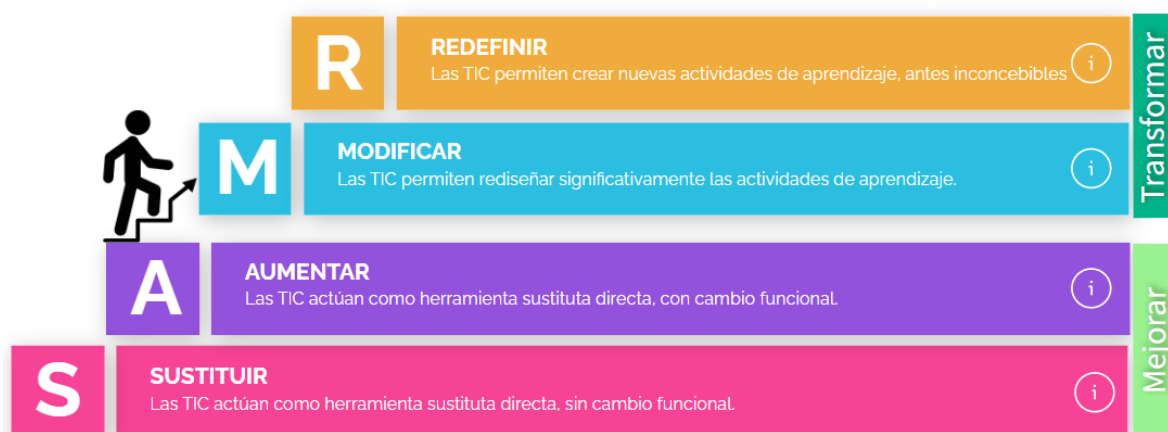 R
REDEFINIR
Las TIC permiten crear nuevas actividades de aprendizaje, antes inconcebibles
i
M
MODIFICAR
Las TIC permiten rediseñar significativamente las actividades de aprendizaje.
i
Transformar
A
AUMENTAR
Las TIC actúan como herramienta sustituta directa, con cambio funcional.
i
S
SUSTITUIR
Las TIC actúan como herramienta sustituta directa, sin cambio funcional.
i
Mejorar